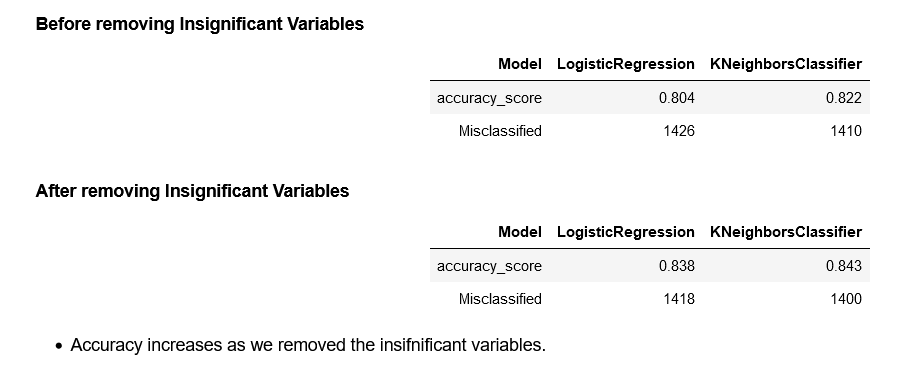 Before removing Insignificant Variables
Model LogisticRegression KNeighborsClassifier
accuracy_score 0.804 0.822
Misclassified 1426 1410
After removing Insignificant Variables
Model LogisticRegression KNeighborsClassifier
accuracy_score 0.838 0.843
Misclassified 1418 1400
• Accuracy increases as we removed the insifnificant variables.